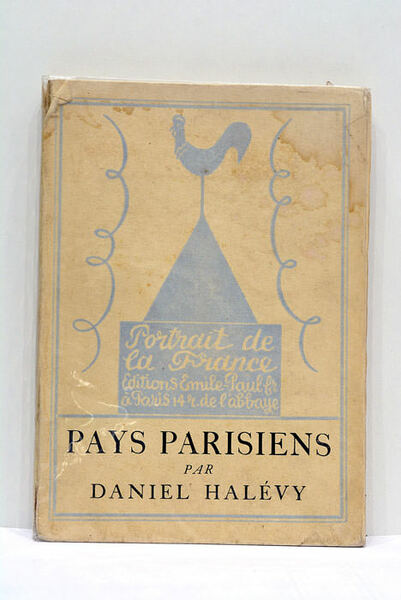 Portrait de
la France
Editions Emile-Paul fr
à Paris 14 r. de l'abbaye
PAYS PARISIENS
PAR
DANIEL HALÉVY